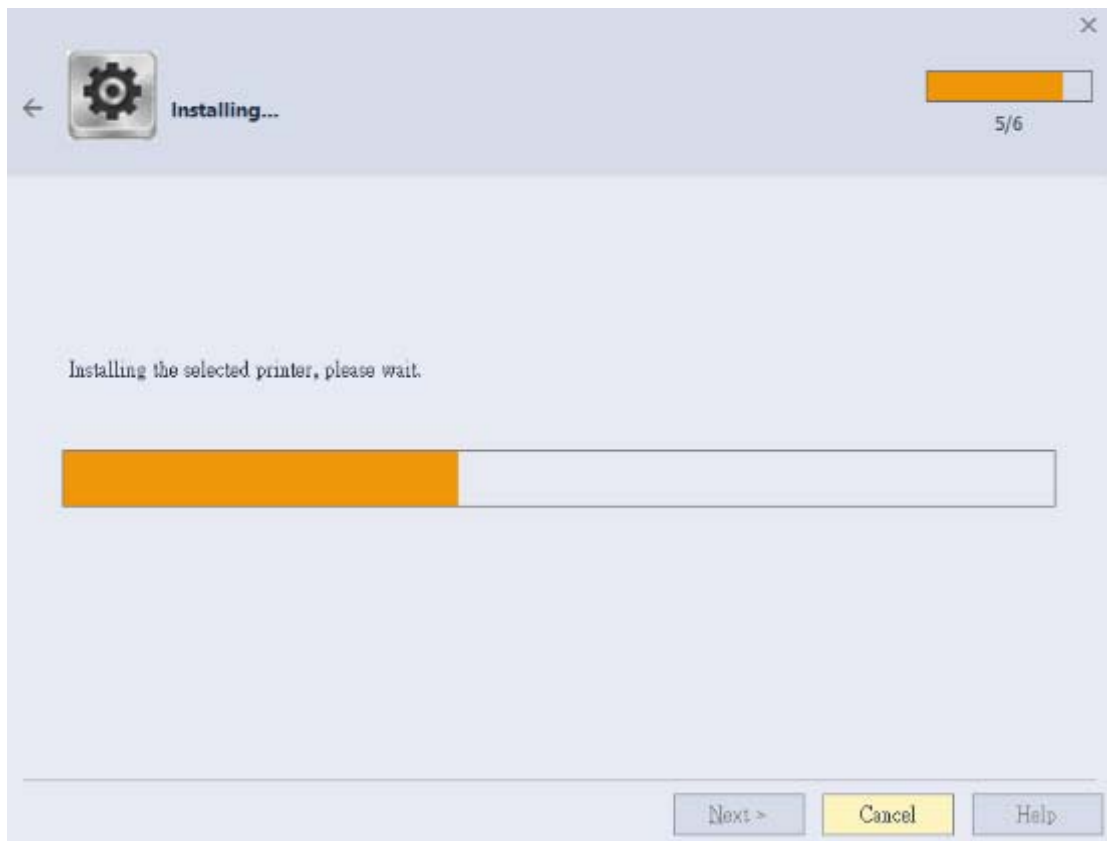 Installing...
5/6
Installing the selected printer, please wait.
Next >
Cancel
Help